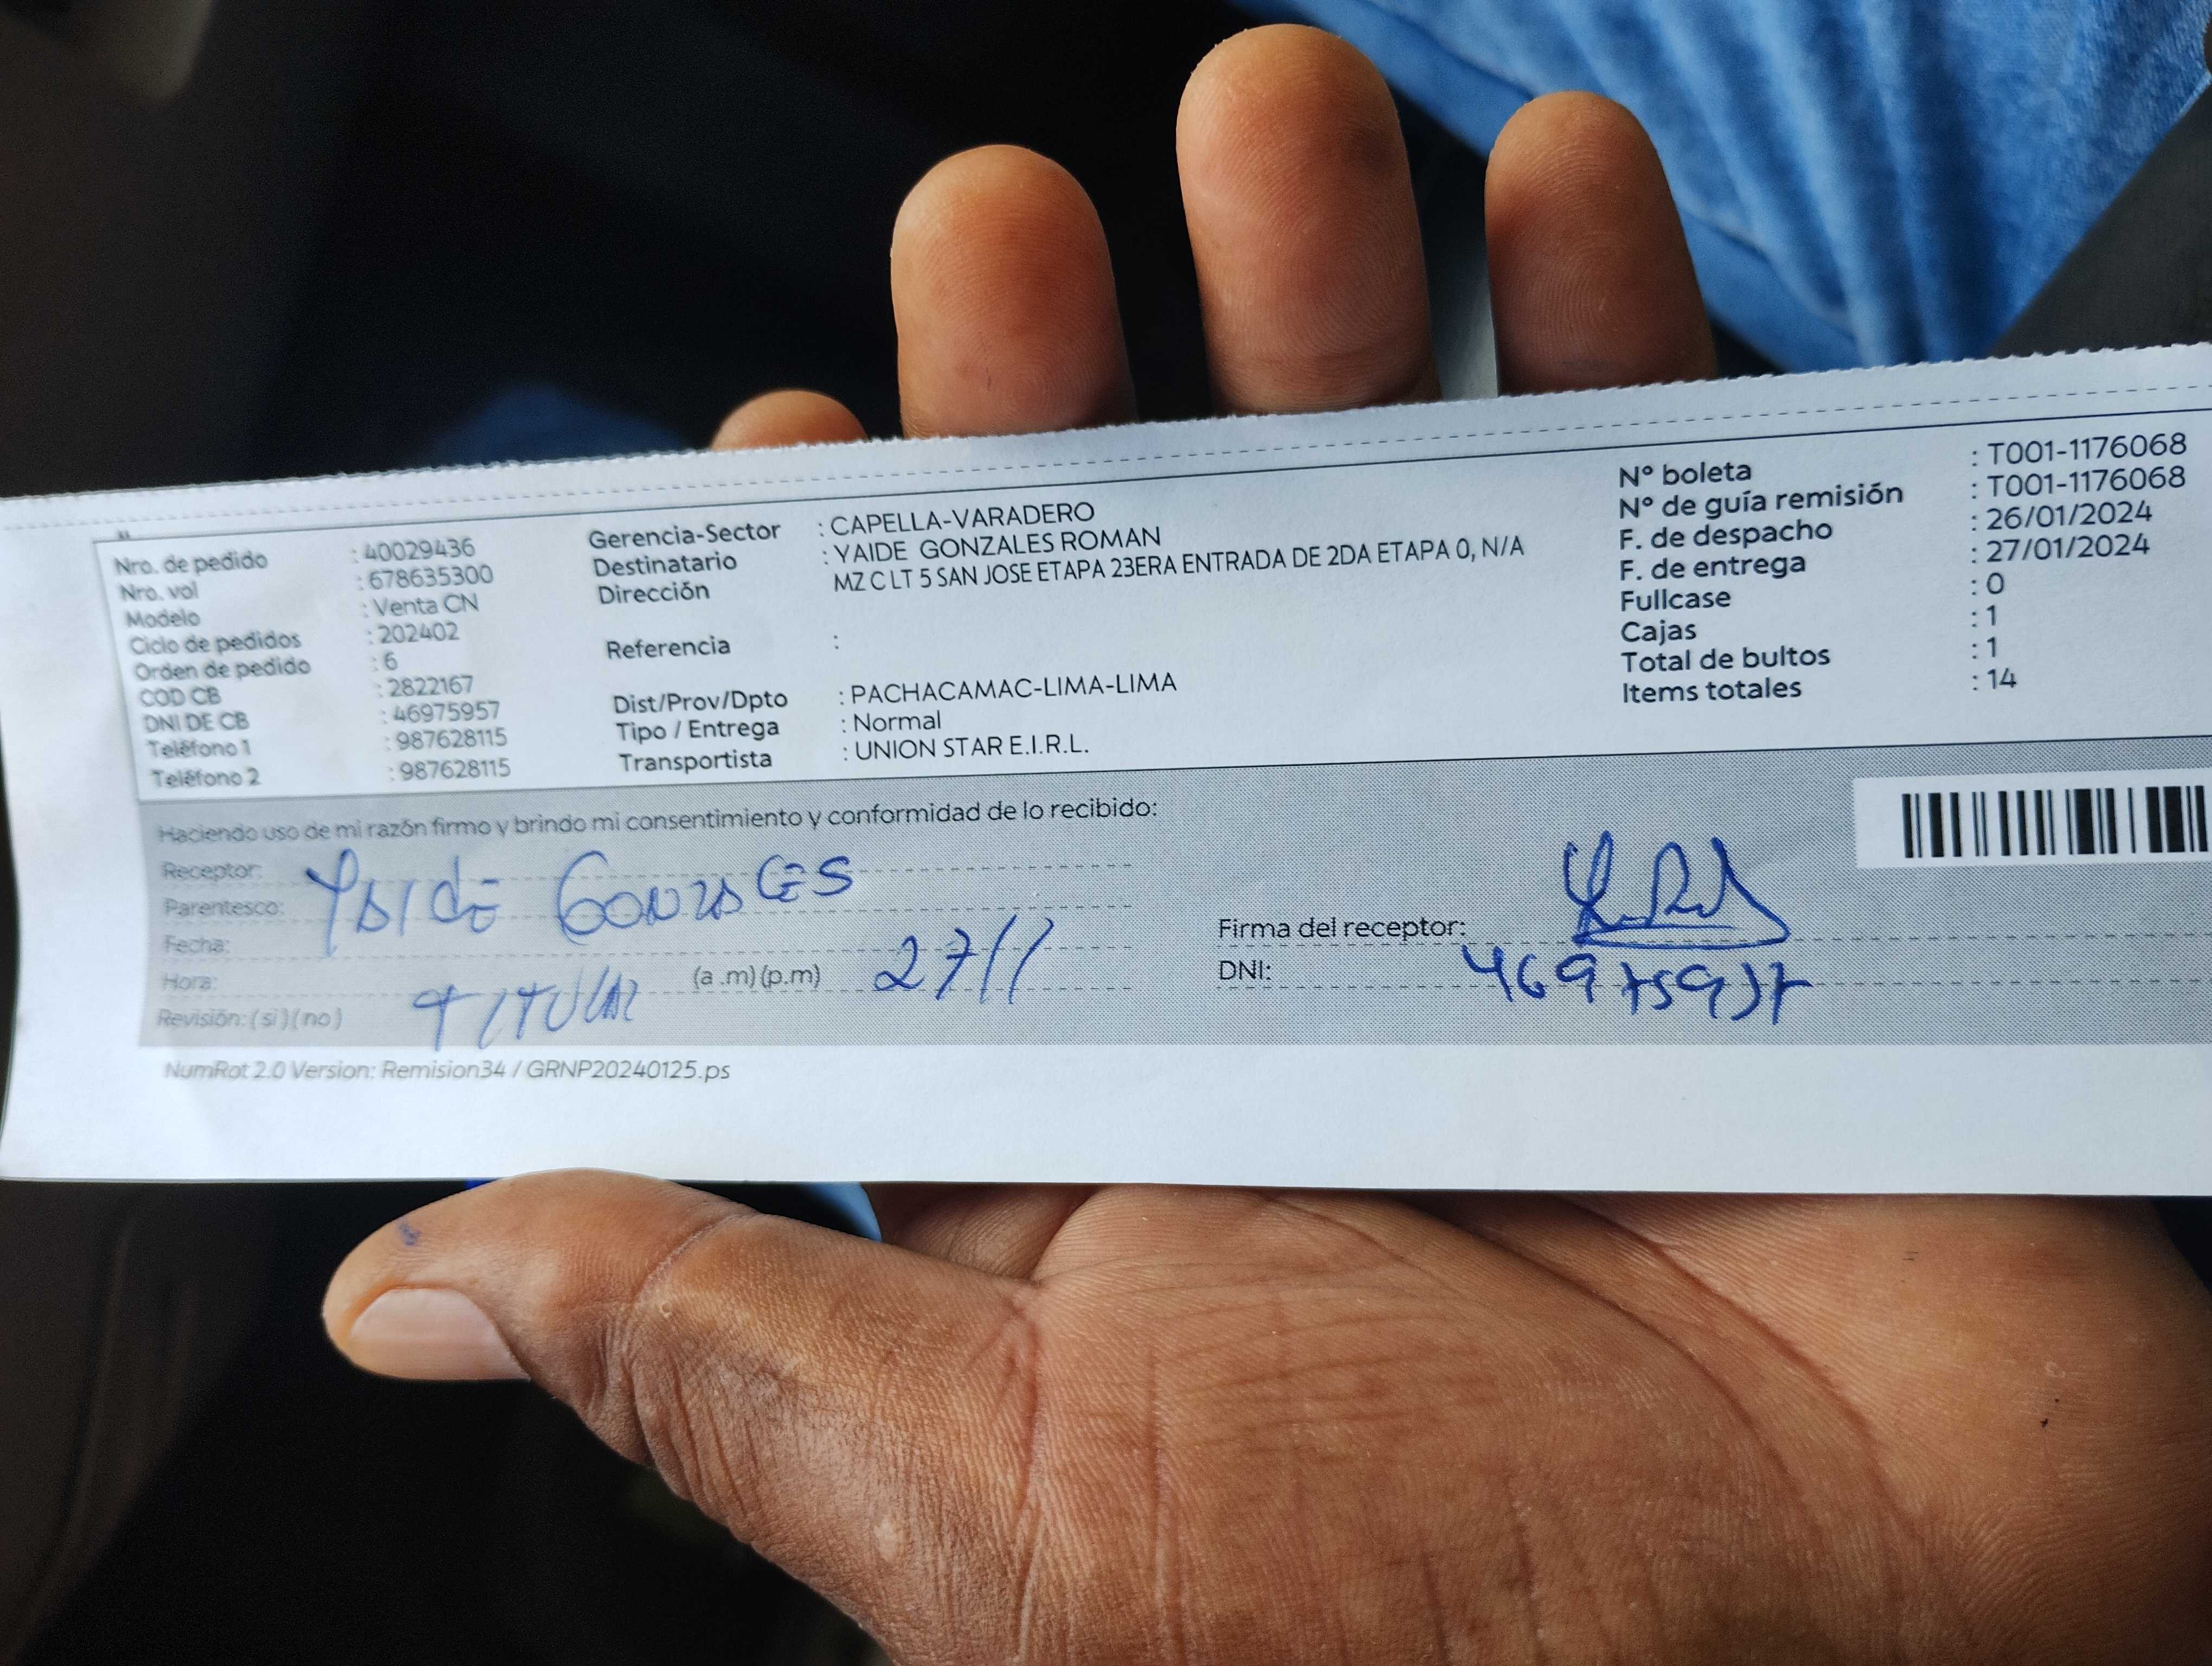 Nro. de pedido : 40029436
Nro. vol : 678635300
Modelo : Venta CN
Ciclo de pedidos : 202402
Orden de pedido : 6
COD CB : 2822167
DNI DE CB : 46975957
Teléfono 1 : 987628115
Teléfono 2 : 987628115
Gerencia-Sector : CAPELLA-VARADERO
Destinatario : YAIDE GONZALES ROMAN
Dirección MZ C LT 5 SAN JOSE ETAPA 23ERA ENTRADA DE 2DA ETAPA 0, N/A
Referencia :
Dist/Prov/Dpto : PACHACAMAC-LIMA-LIMA
Tipo / Entrega : Normal
Transportista : UNION STAR E.I.R.L.
N° boleta : T001-1176068
N° de guía remisión : T001-1176068
F. de despacho : 26/01/2024
F. de entrega : 27/01/2024
Fullcase : 0
Cajas : 1
Total de bultos : 1
Items totales : 14
Haciendo uso de mi razón firmo y brindo mi consentimiento y conformidad de lo recibido:
Receptor:
Parentesco: YAIDE GONZALES
Fecha:
Hora: (a .m) (p.m) 27/1
Revisión: ( si ) ( no ) TITULAR
Firma del receptor:
DNI: 46975957
NumRot 2.0 Version: Remision34 / GRNP20240125.ps